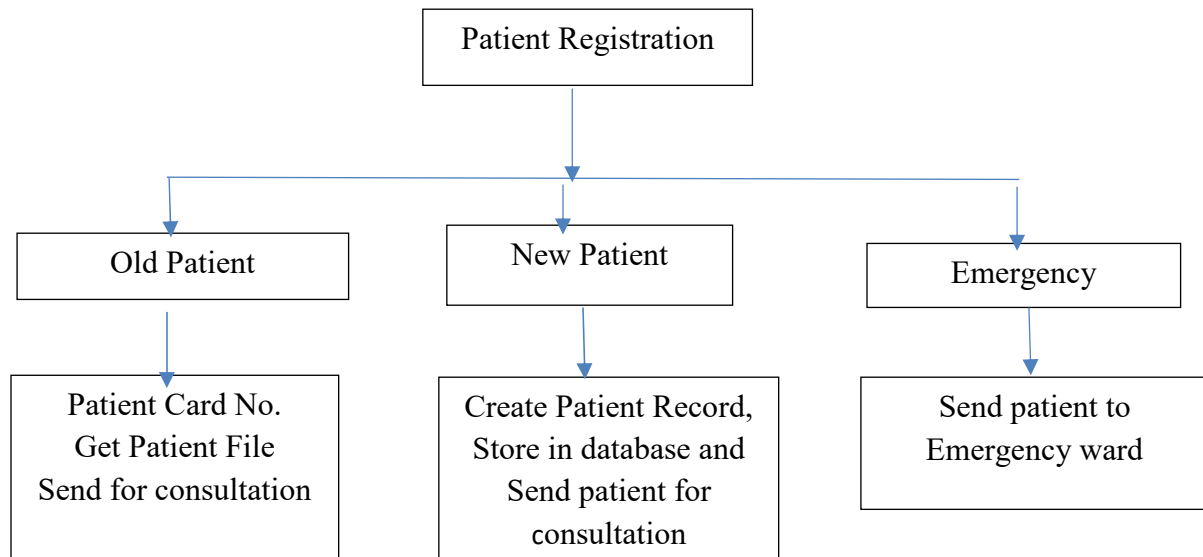 Patient Registration
Old Patient
New Patient
Emergency
Patient Card No.
Get Patient File
Send for consultation
Create Patient Record,
Store in database and
Send patient for
consultation
Send patient to
Emergency ward